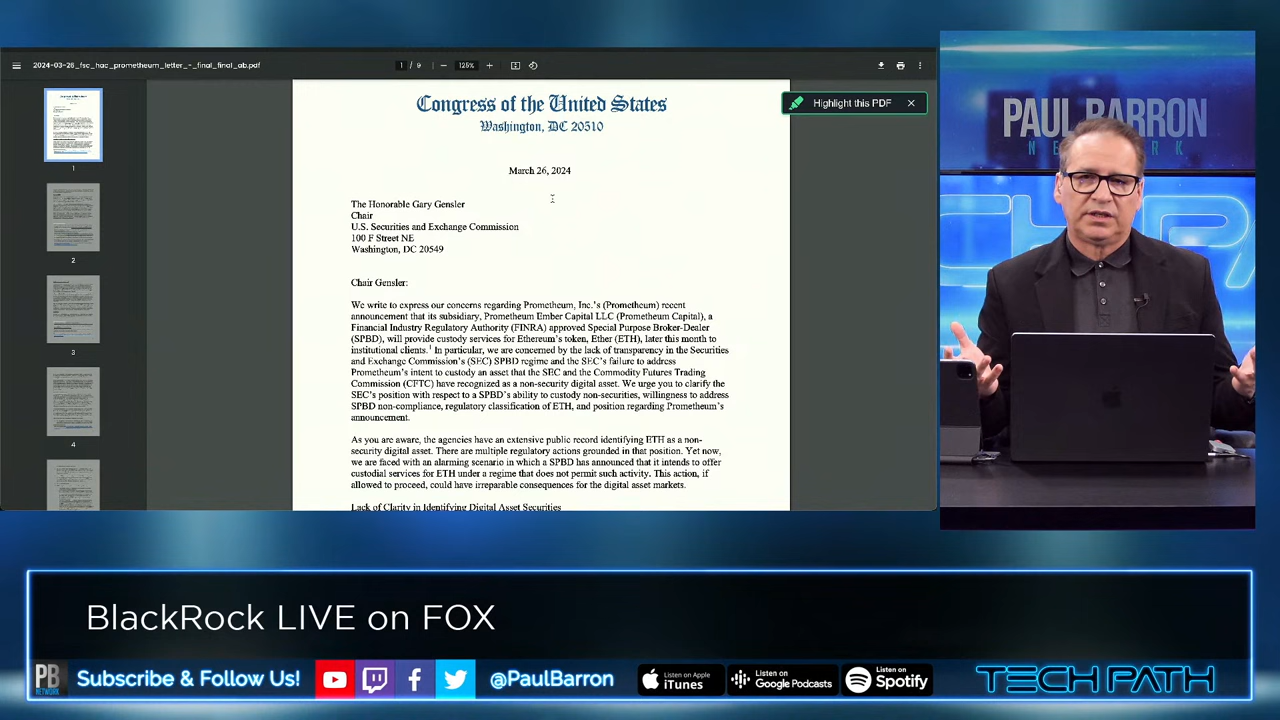 2024-03-26_fsc_hac_prometheum_letter_-_final_final_ab.pdf
1 / 9
125%
Highlight this PDF
1
2
3
4
Congress of the United States
Washington, DC 20510
March 26, 2024
The Honorable Gary Gensler
Chair
U.S. Securities and Exchange Commission
100 F Street NE
Washington, DC 20549
Chair Gensler:
We write to express our concerns regarding Prometheum, Inc.'s (Prometheum) recent
announcement that its subsidiary, Prometheum Ember Capital LLC (Prometheum Capital), a
Financial Industry Regulatory Authority (FINRA) approved Special Purpose Broker-Dealer
(SPBD), will provide custody services for Ethereum's token, Ether (ETH), later this month to
institutional clients.1 In particular, we are concerned by the lack of transparency in the Securities
and Exchange Commission's (SEC) SPBD regime and the SEC's failure to address
Prometheum's intent to custody an asset that the SEC and the Commodity Futures Trading
Commission (CFTC) have recognized as a non-security digital asset. We urge you to clarify the
SEC's position with respect to a SPBD's ability to custody non-securities, willingness to address
SPBD non-compliance, regulatory classification of ETH, and position regarding Prometheum's
announcement.
As you are aware, the agencies have an extensive public record identifying ETH as a non-
security digital asset. There are multiple regulatory actions grounded in that position. Yet now,
we are faced with an alarming scenario in which a SPBD has announced that it intends to offer
custodial services for ETH under a regime that does not permit such activity. This action, if
allowed to proceed, could have irreparable consequences for the digital asset markets.
Lack of Clarity in Identifying Digital Asset Securities
PAUL BARRON
NETWORK
BlackRock LIVE on FOX
PB
NETWORK
Subscribe & Follow Us!
@PaulBarron
Listen on Apple
iTunes
Listen on
Google Podcasts
Listen on
Spotify
TECH PATH